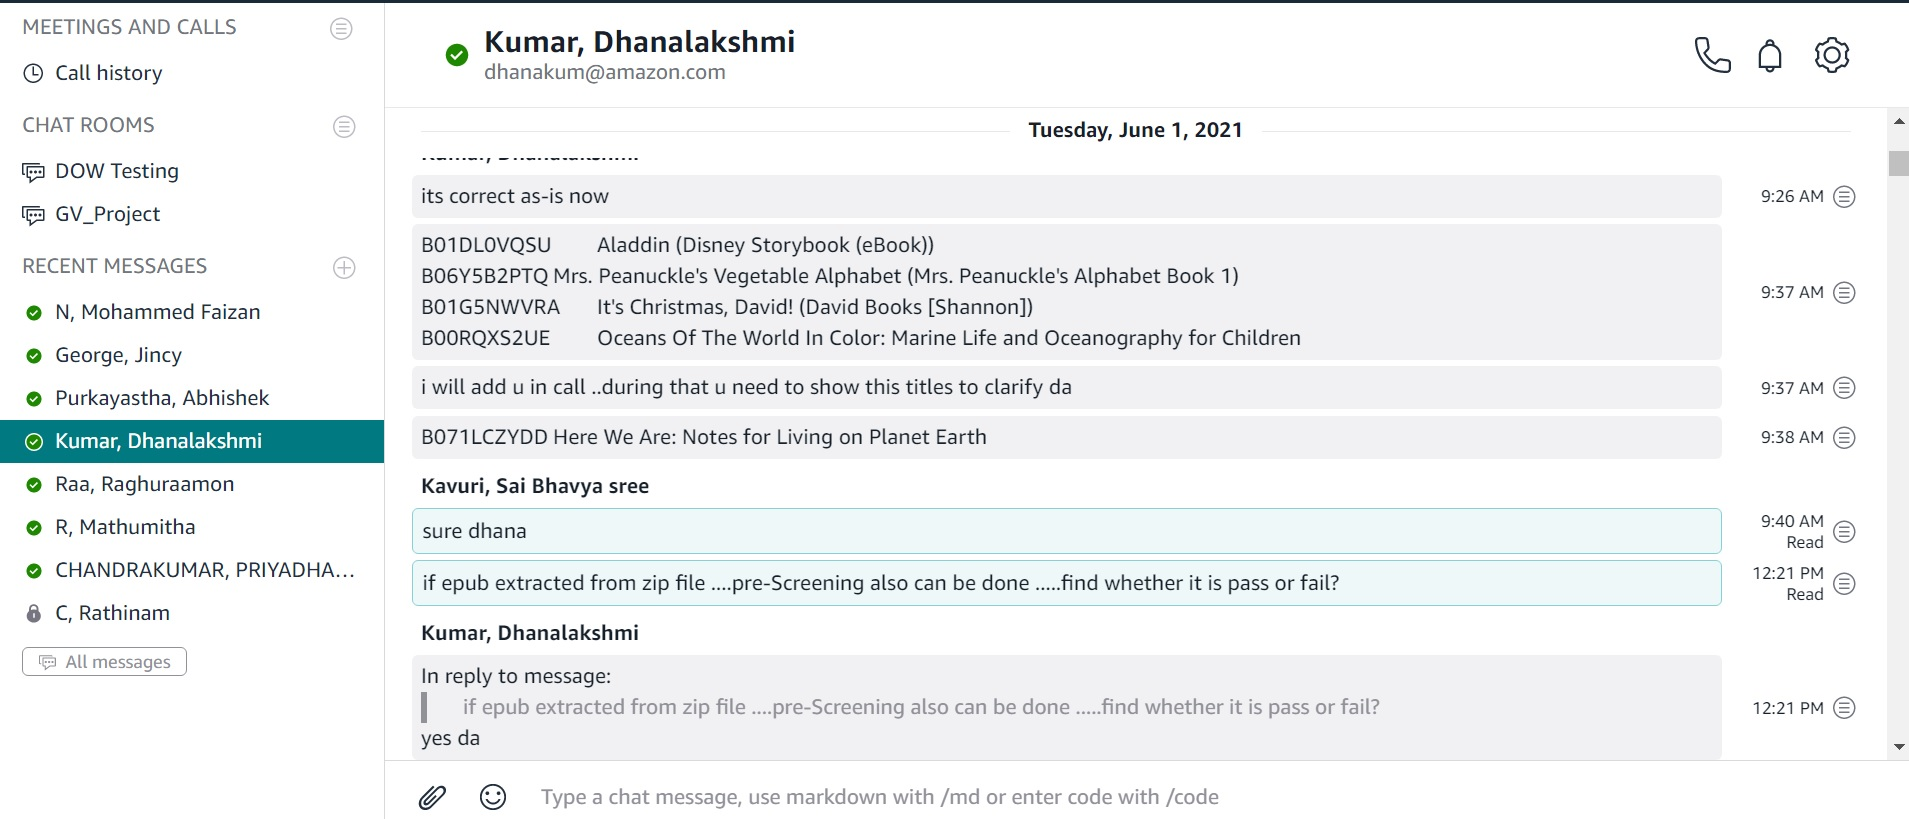 MEETINGS AND CALLS
Call history
CHAT ROOMS
DOW Testing
GV_Project
RECENT MESSAGES
N, Mohammed Faizan
George, Jincy
Purkayastha, Abhishek
Kumar, Dhanalakshmi
Raa, Raghuraamon
R, Mathumitha
CHANDRAKUMAR, PRIYADHA...
C, Rathinam
All messages
Kumar, Dhanalakshmi
dhanakum@amazon.com
Tuesday, June 1, 2021
its correct as-is now
9:26 AM
B01DL0VQSU Aladdin (Disney Storybook (eBook))
B06Y5B2PTQ Mrs. Peanuckle's Vegetable Alphabet (Mrs. Peanuckle's Alphabet Book 1)
B01G5NWVRA It's Christmas, David! (David Books [Shannon])
B00RQXS2UE Oceans Of The World In Color: Marine Life and Oceanography for Children
9:37 AM
i will add u in call ..during that u need to show this titles to clarify da
9:37 AM
B071LCZYDD Here We Are: Notes for Living on Planet Earth
9:38 AM
Kavuri, Sai Bhavya sree
sure dhana
9:40 AM
Read
if epub extracted from zip file ....pre-Screening also can be done .....find whether it is pass or fail?
12:21 PM
Read
Kumar, Dhanalakshmi
In reply to message:
if epub extracted from zip file ....pre-Screening also can be done .....find whether it is pass or fail?
yes da
12:21 PM
Type a chat message, use markdown with /md or enter code with /code